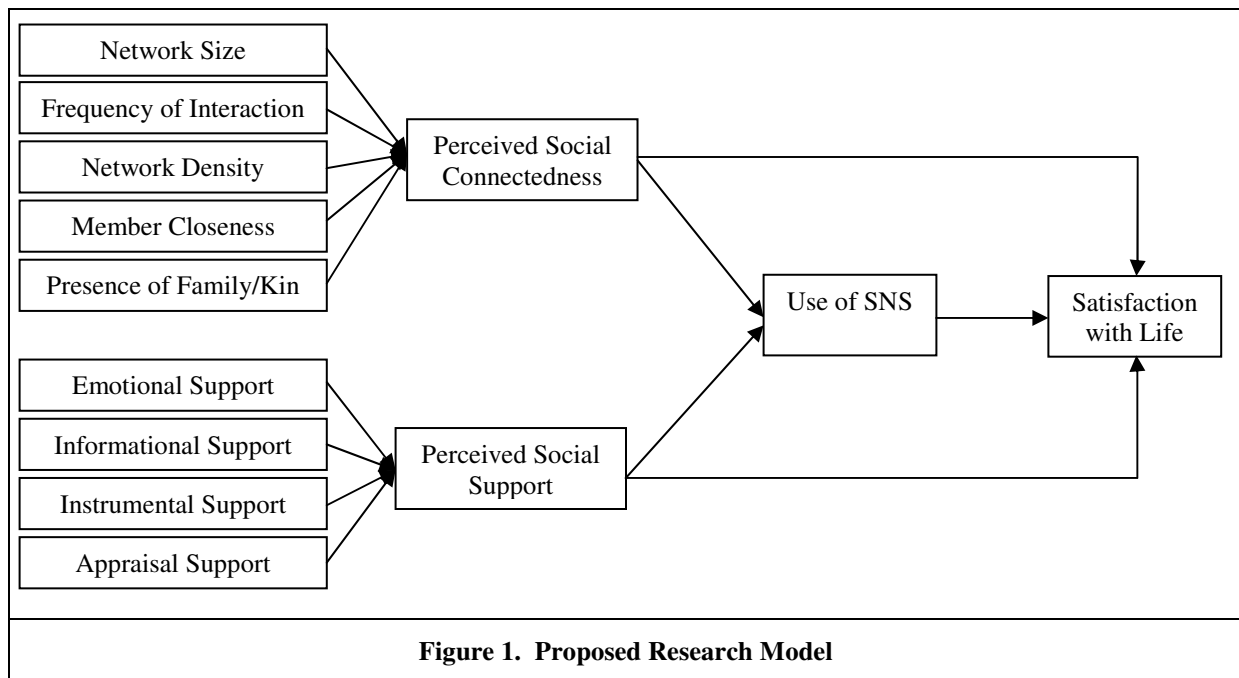 Network Size
Frequency of Interaction
Network Density
Member Closeness
Presence of Family/Kin
Perceived Social
Connectedness
Emotional Support
Informational Support
Instrumental Support
Appraisal Support
Perceived Social
Support
Use of SNS
Satisfaction
with Life
Figure 1. Proposed Research Model